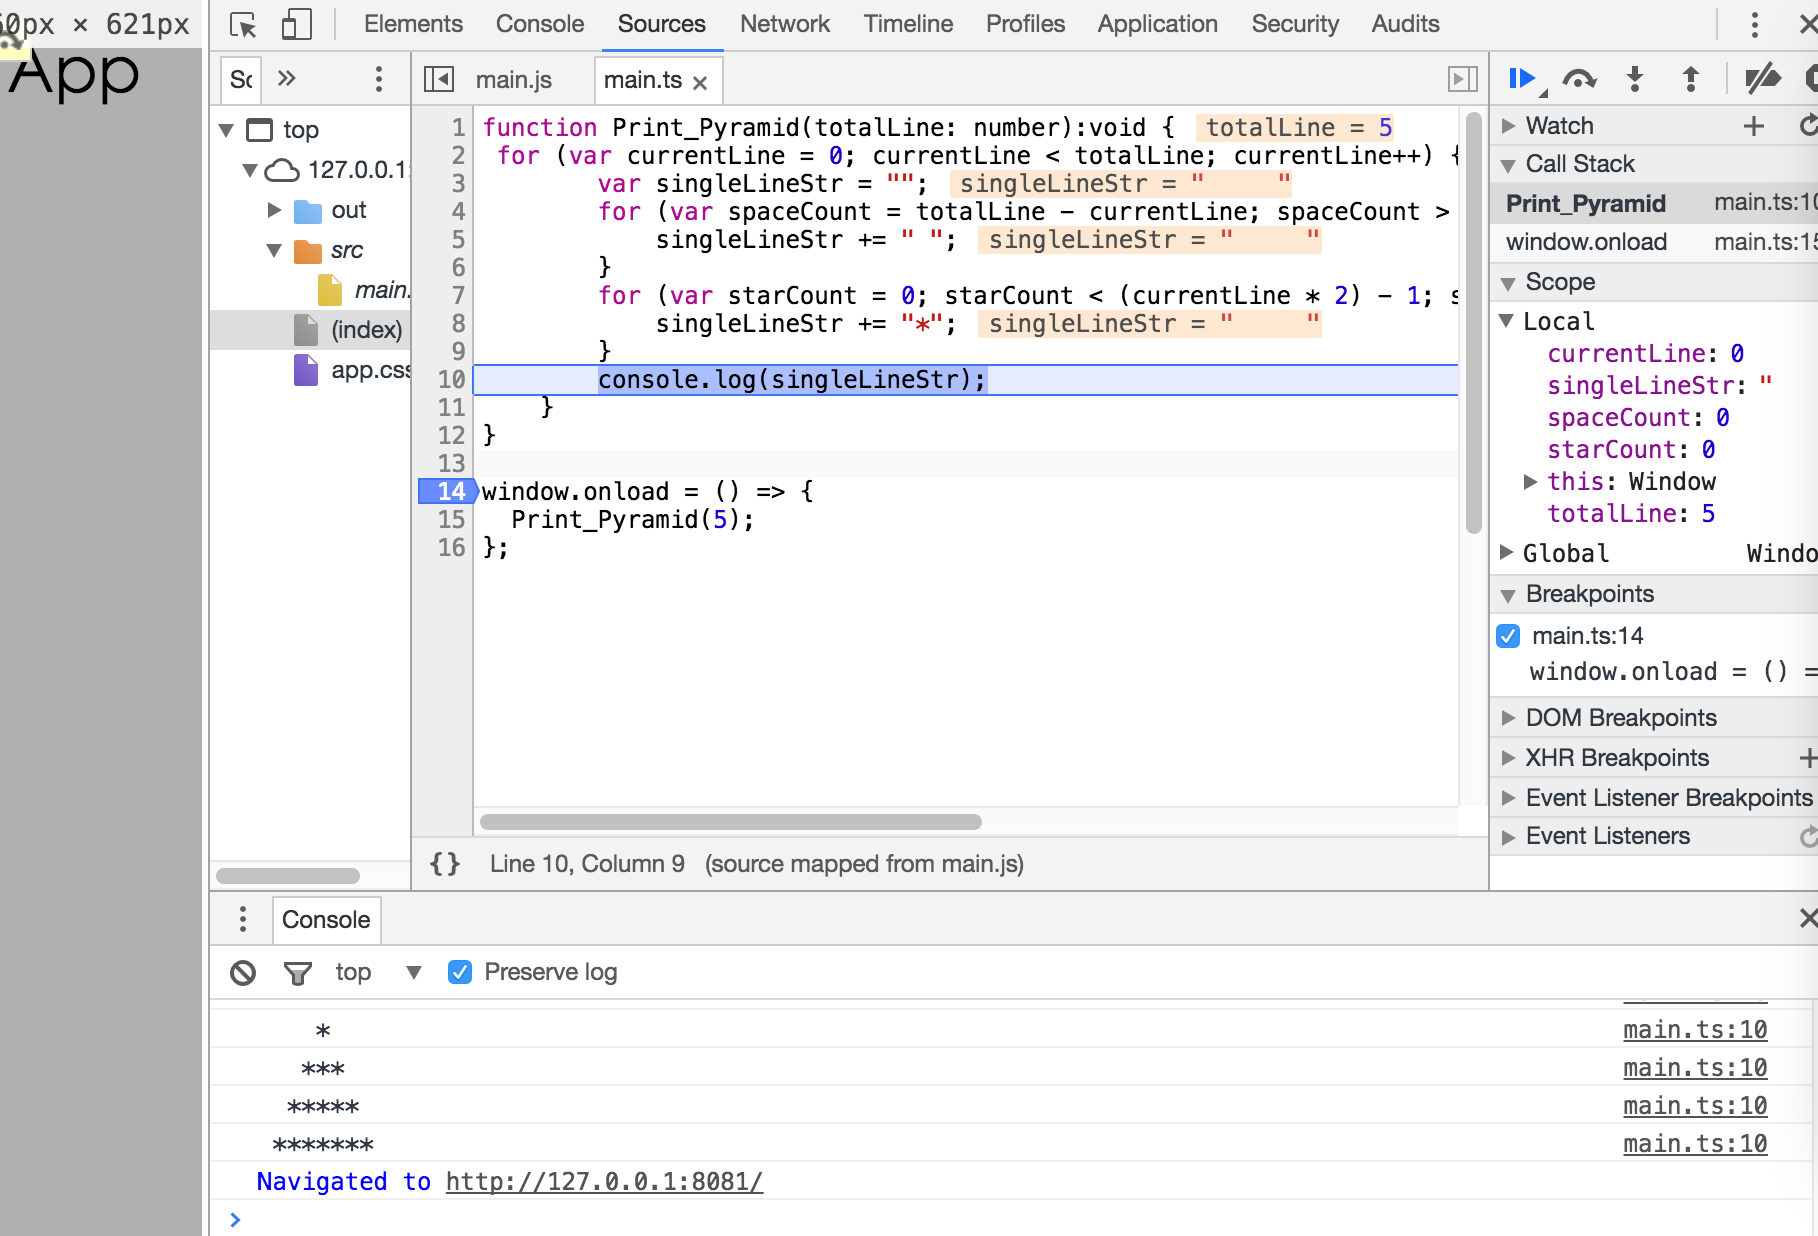 0px × 621px
App
Elements Console Sources Network Timeline Profiles Application Security Audits
Sc »
main.js main.ts ×
top
127.0.0.1:
out
src
main.
(index)
app.css
1 function Print_Pyramid(totalLine: number):void { totalLine = 5
2 for (var currentLine = 0; currentLine < totalLine; currentLine++) {
3 var singleLineStr = ""; singleLineStr = "     "
4 for (var spaceCount = totalLine - currentLine; spaceCount >
5 singleLineStr += " "; singleLineStr = "     "
6 }
7 for (var starCount = 0; starCount < (currentLine * 2) - 1; s
8 singleLineStr += "*"; singleLineStr = "     "
9 }
10 console.log(singleLineStr);
11 }
12 }
13
14 window.onload = () => {
15 Print_Pyramid(5);
16 };
{} Line 10, Column 9 (source mapped from main.js)
Watch +
Call Stack
Print_Pyramid main.ts:10
window.onload main.ts:15
Scope
Local
currentLine: 0
singleLineStr: "
spaceCount: 0
starCount: 0
this: Window
totalLine: 5
Global Windo
Breakpoints
main.ts:14
window.onload = () =
DOM Breakpoints
XHR Breakpoints +
Event Listener Breakpoints
Event Listeners
Console
top Preserve log
* main.ts:10
*** main.ts:10
***** main.ts:10
******* main.ts:10
Navigated to http://127.0.0.1:8081/
>